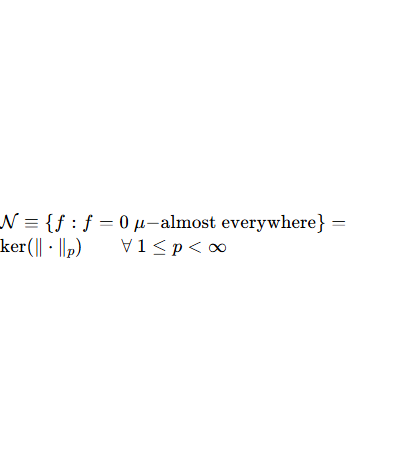 𝒩 ≡ {f : f = 0 μ−almost everywhere} =
ker(‖ · ‖ₚ)  ∀ 1 ≤ p < ∞